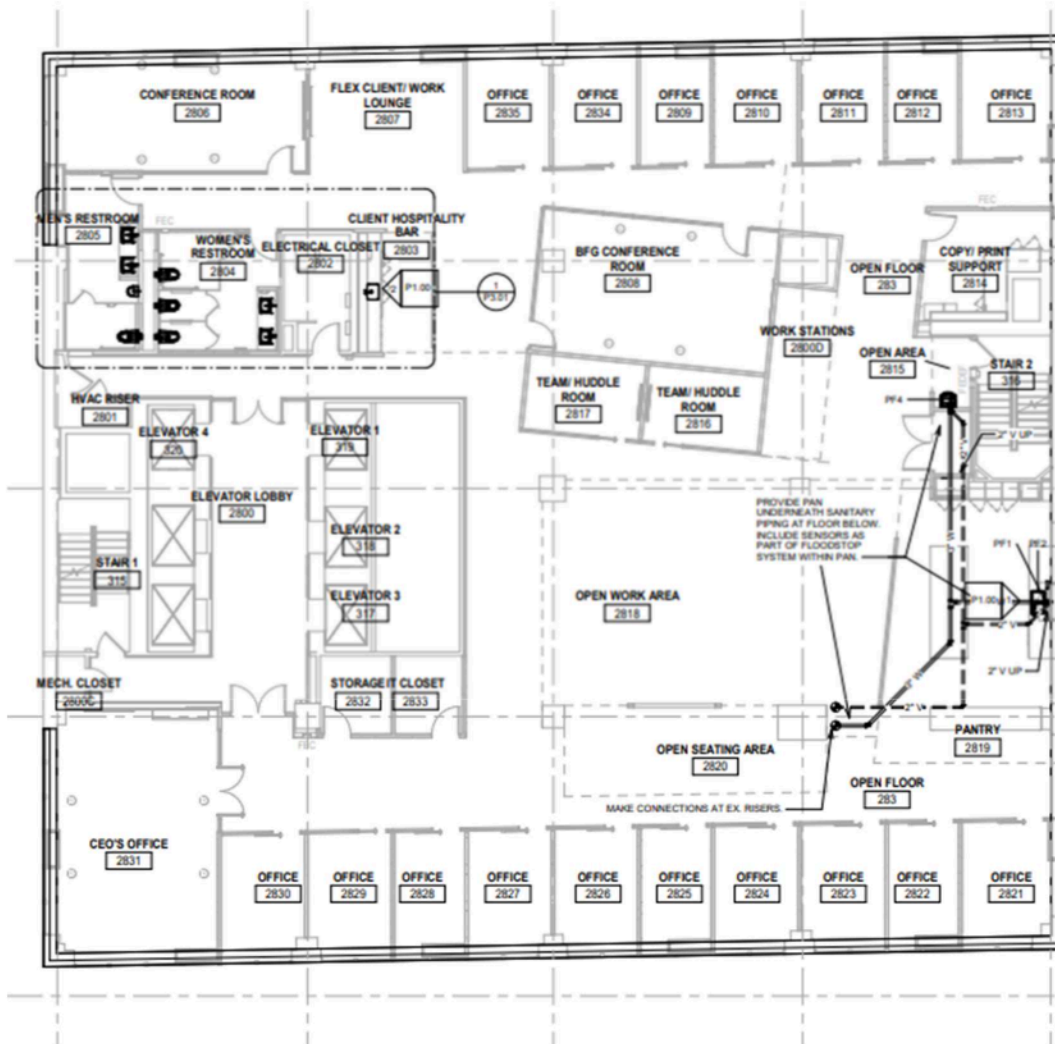 CONFERENCE ROOM
2806
FLEX CLIENT/ WORK
LOUNGE
2807
OFFICE
2835
OFFICE
2834
OFFICE
2809
OFFICE
2810
OFFICE
2811
OFFICE
2812
OFFICE
2813
MEN'S RESTROOM
2805
FEC
WOMEN'S
RESTROOM
2804
ELECTRICAL CLOSET
2802
CLIENT HOSPITALITY
BAR
2803
2
P1.00
1
P3.01
BFG CONFERENCE
ROOM
2808
OPEN FLOOR
283
FEC
COPY/ PRINT
SUPPORT
2814
WORK STATIONS
2800D
OPEN AREA
2815
STAIR 2
316
TEAM/ HUDDLE
ROOM
2817
TEAM/ HUDDLE
ROOM
2816
PF4
2" V
2" V UP
HVAC RISER
2801
ELEVATOR 4
320
ELEVATOR 1
319
ELEVATOR LOBBY
2800
ELEVATOR 2
318
ELEVATOR 3
317
STAIR 1
315
PROVIDE PAN
UNDERNEATH SANITARY
PIPING AT FLOOR BELOW.
INCLUDE SENSORS AS
PART OF FLOODSTOP
SYSTEM WITHIN PAN.
PF1
PF2
OPEN WORK AREA
2818
P1.00
1
2" V
2" V UP
MECH. CLOSET
2800C
STORAGE
2832
IT CLOSET
2833
FEC
2" V
PANTRY
2819
OPEN SEATING AREA
2820
OPEN FLOOR
283
MAKE CONNECTIONS AT EX. RISERS.
CEO'S OFFICE
2831
OFFICE
2830
OFFICE
2829
OFFICE
2828
OFFICE
2827
OFFICE
2826
OFFICE
2825
OFFICE
2824
OFFICE
2823
OFFICE
2822
OFFICE
2821